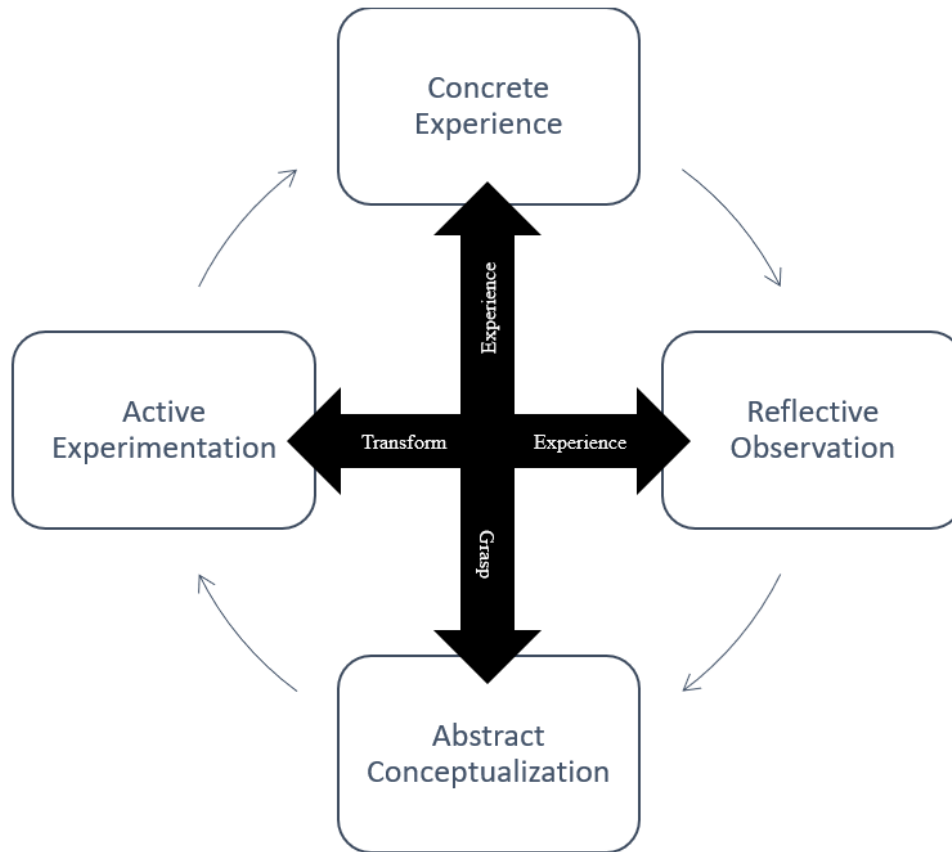 Concrete
Experience
Experience
Active
Experimentation
Transform
Experience
Reflective
Observation
Grasp
Abstract
Conceptualization